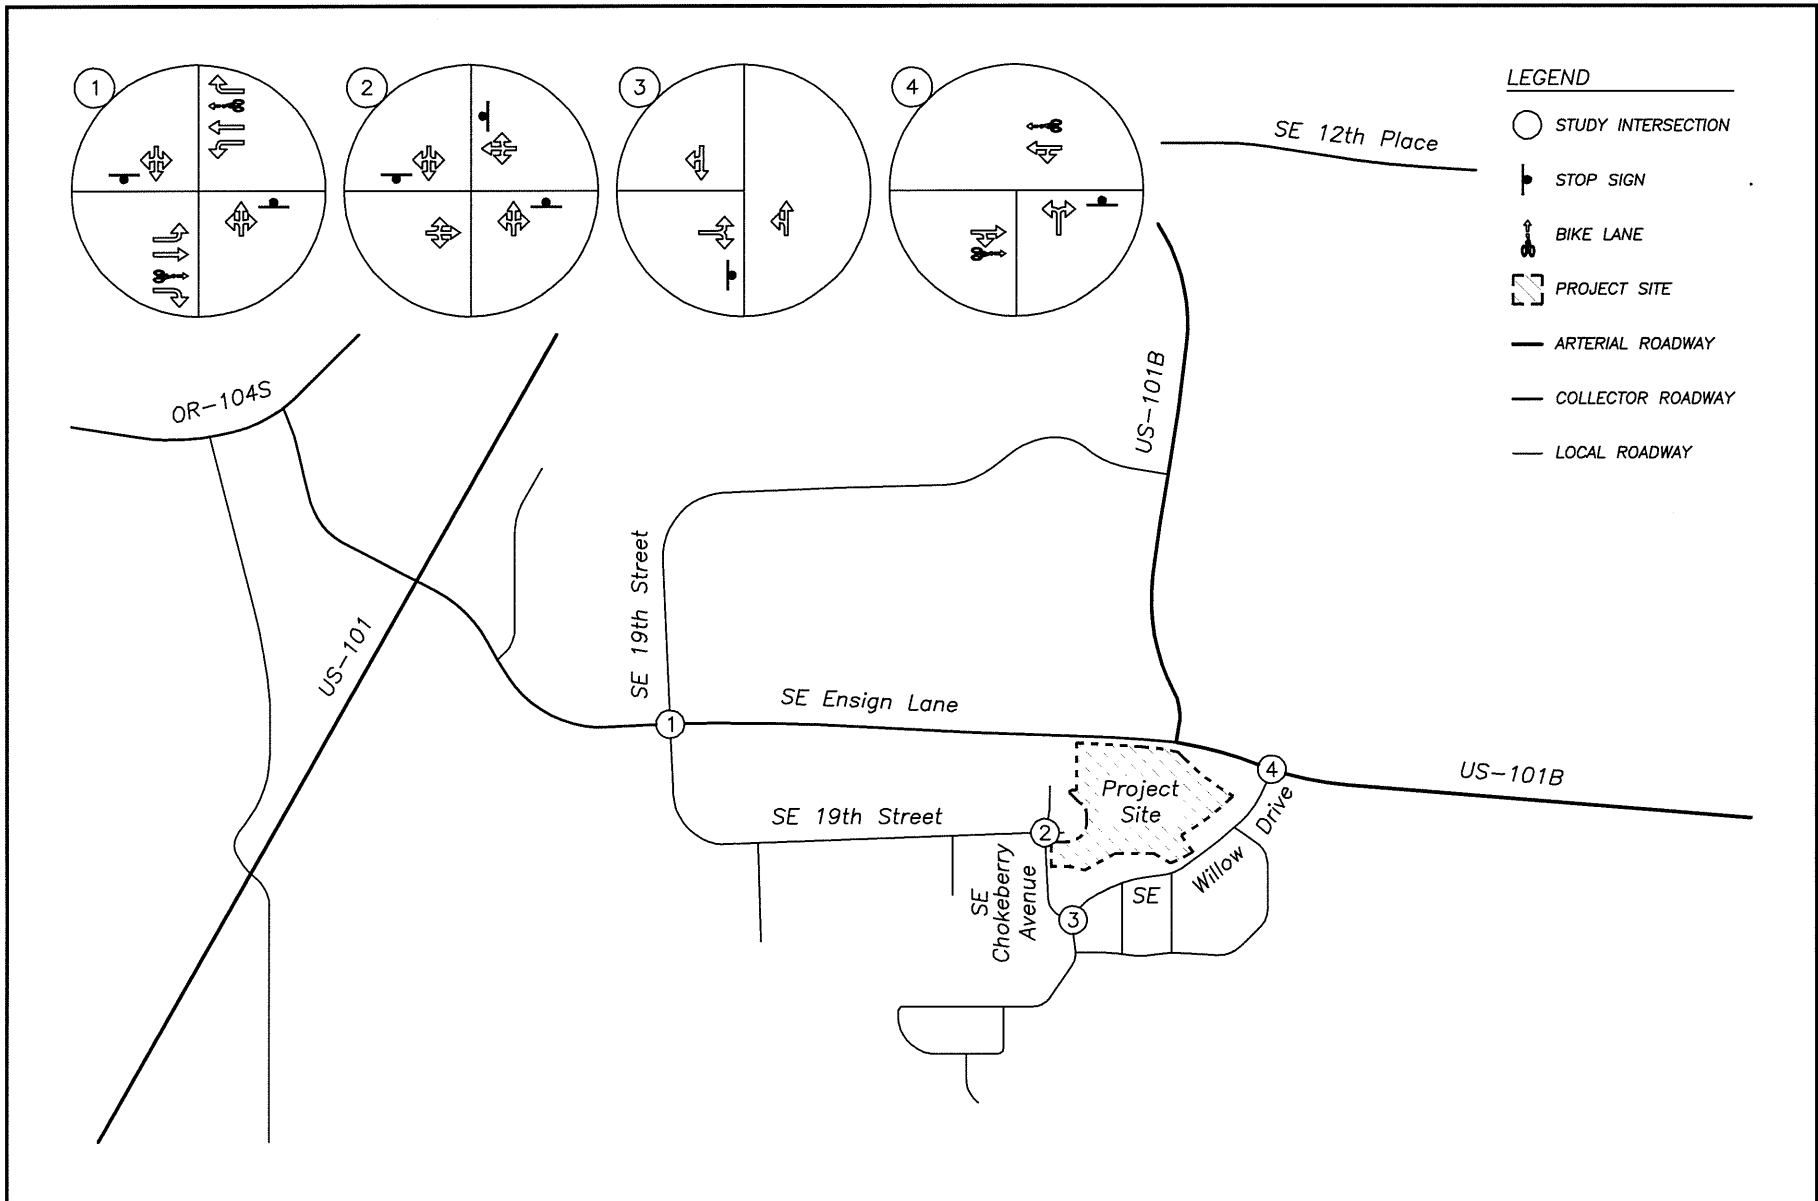 1
2
3
4
LEGEND
STUDY INTERSECTION
STOP SIGN
BIKE LANE
PROJECT SITE
ARTERIAL ROADWAY
COLLECTOR ROADWAY
LOCAL ROADWAY
SE 12th Place
OR-104S
US-101B
US-101
SE 19th Street
1
SE Ensign Lane
4
US-101B
Project
Site
SE 19th Street
2
SE
Chokeberry
Avenue
3
SE
Willow
Drive